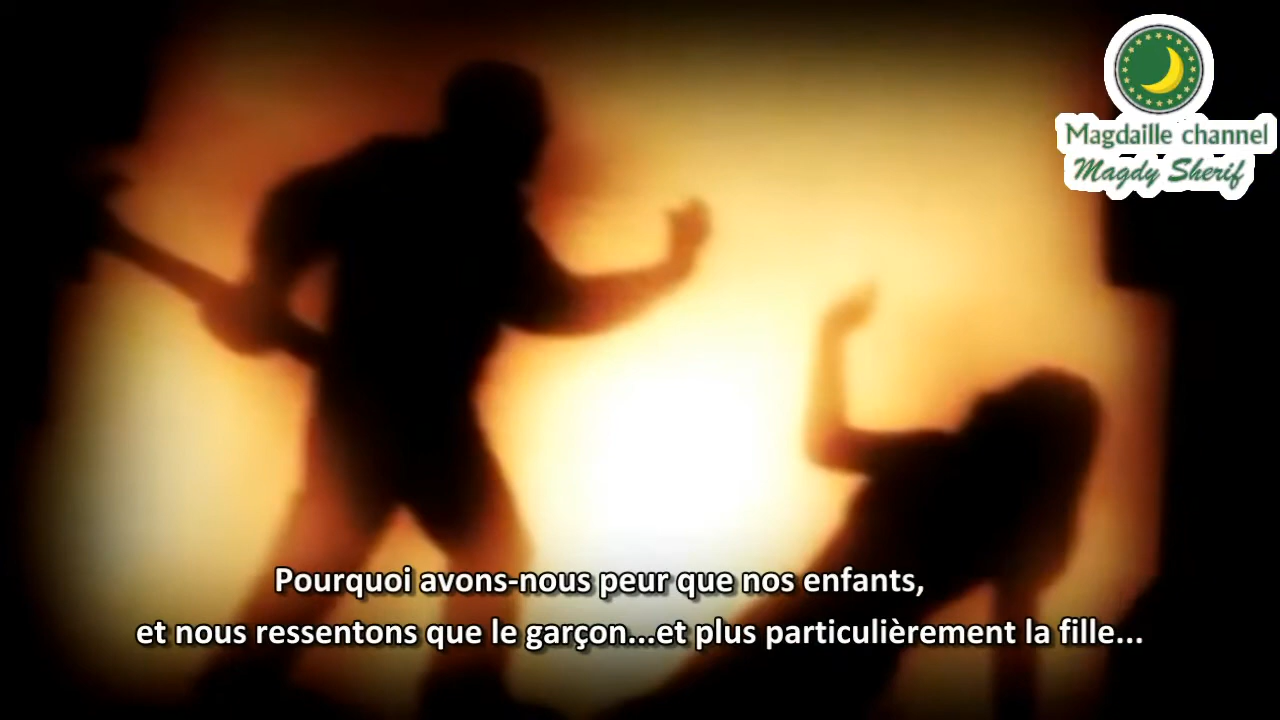 Magdaille channel
Magdy Sherif
Pourquoi avons-nous peur que nos enfants,
et nous ressentons que le garçon...et plus particulièrement la fille...